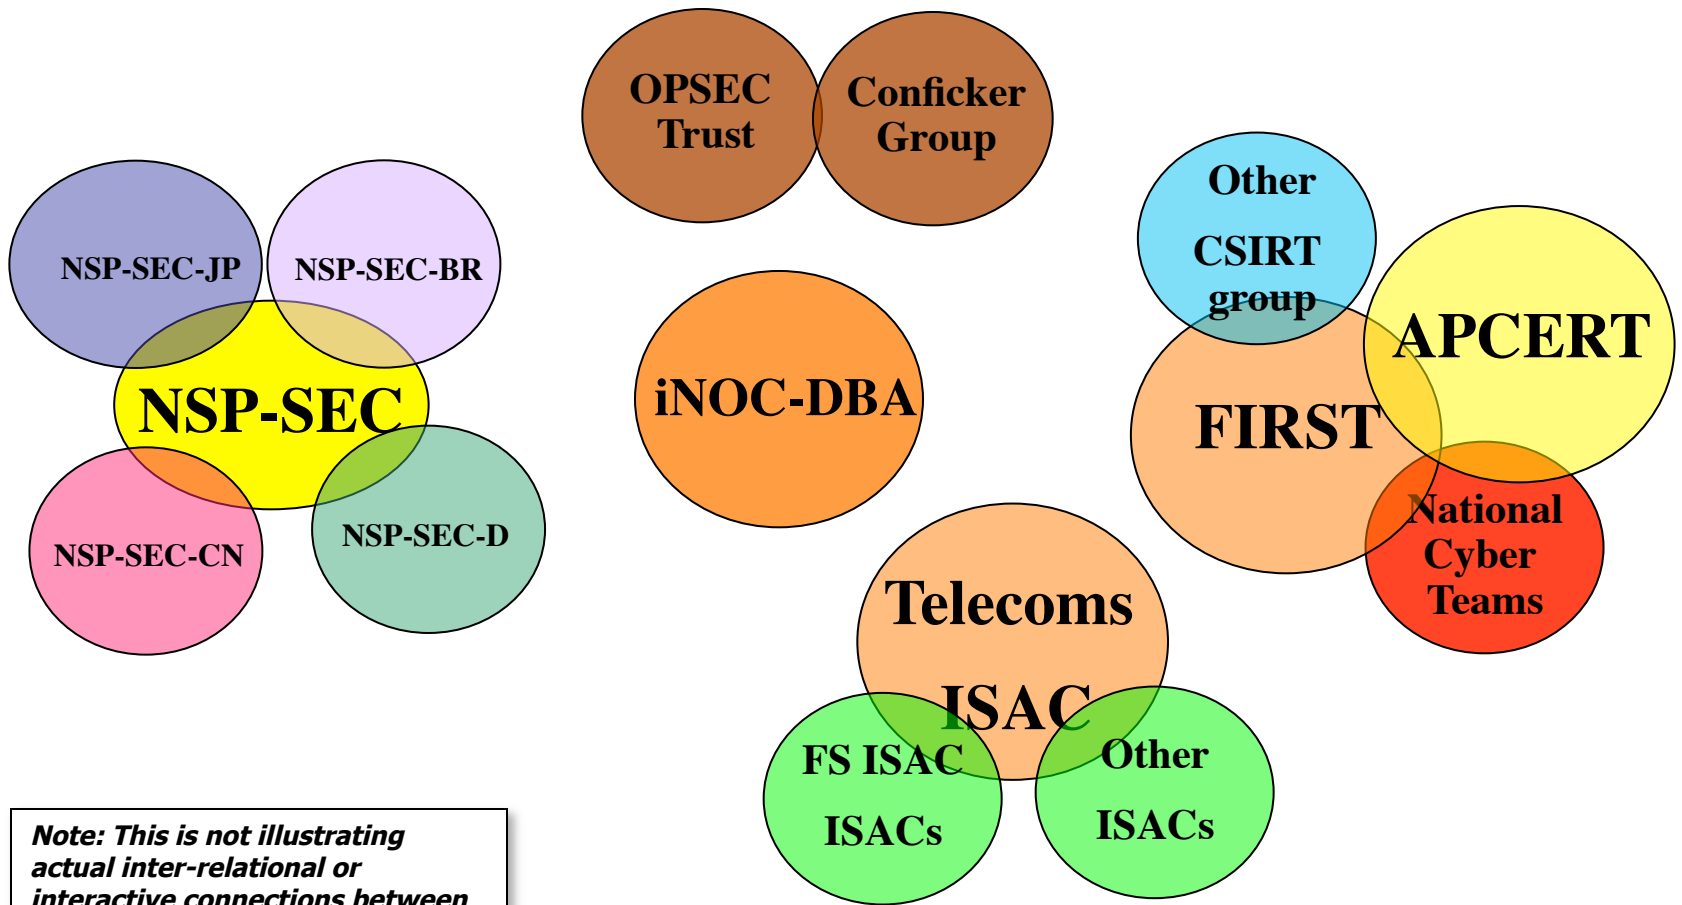 OPSEC
Trust
Conficker
Group
Other
CSIRT
group
NSP-SEC-JP
NSP-SEC-BR
APCERT
iNOC-DBA
NSP-SEC
FIRST
NSP-SEC-CN
NSP-SEC-D
National
Cyber
Teams
Telecoms
ISAC
FS ISAC
ISACs
Other
ISACs
Note: This is not illustrating
actual inter-relational or
interactive connections between